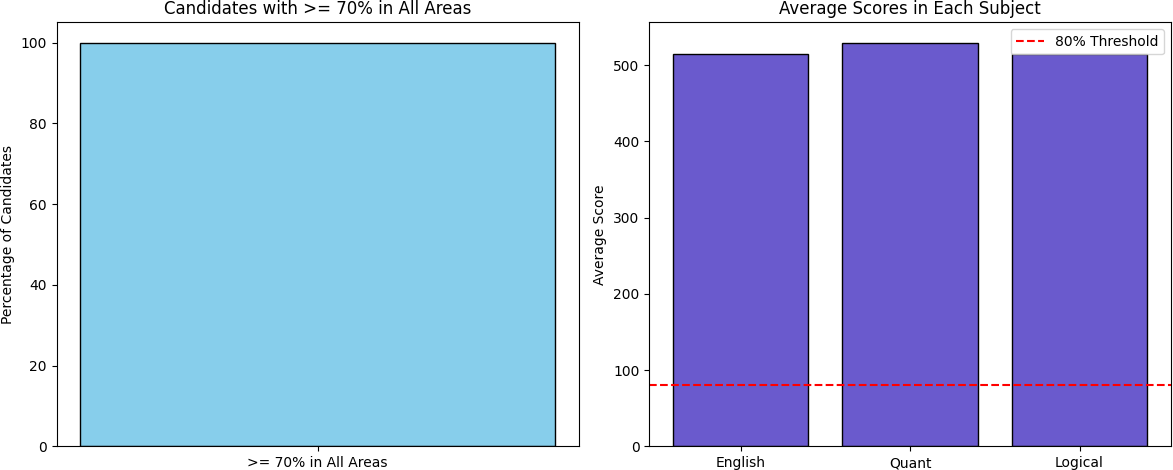 Candidates with >= 70% in All Areas
Percentage of Candidates
100
80
60
40
20
0
>= 70% in All Areas
Average Scores in Each Subject
80% Threshold
Average Score
500
400
300
200
100
0
English Quant Logical